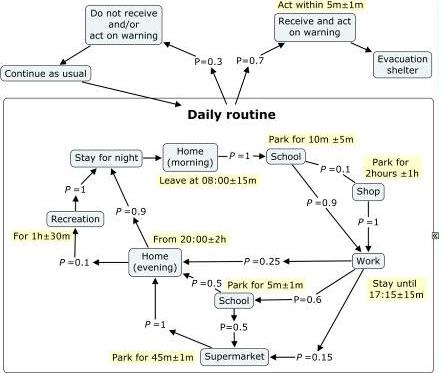 Act within 5m±1m
Do not receive
and/or
act on warning
Receive and act
on warning
P=0.3
P=0.7
Continue as usual
Evacuation
shelter
Daily routine
Park for 10m ±5m
Stay for night
Home
(morning)
P =1
School
P =0.1
Park for
2hours ±1h
Leave at 08:00±15m
P =1
Shop
P =0.9
P =0.9
P =1
Recreation
For 1h±30m
From 20:00±2h
P =0.1
Home
(evening)
P =0.25
Work
P =0.5
Park for 5m±1m
Stay until
17:15±15m
School
P=0.6
P =1
P=0.5
Park for 45m±1m
Supermarket
P =0.15